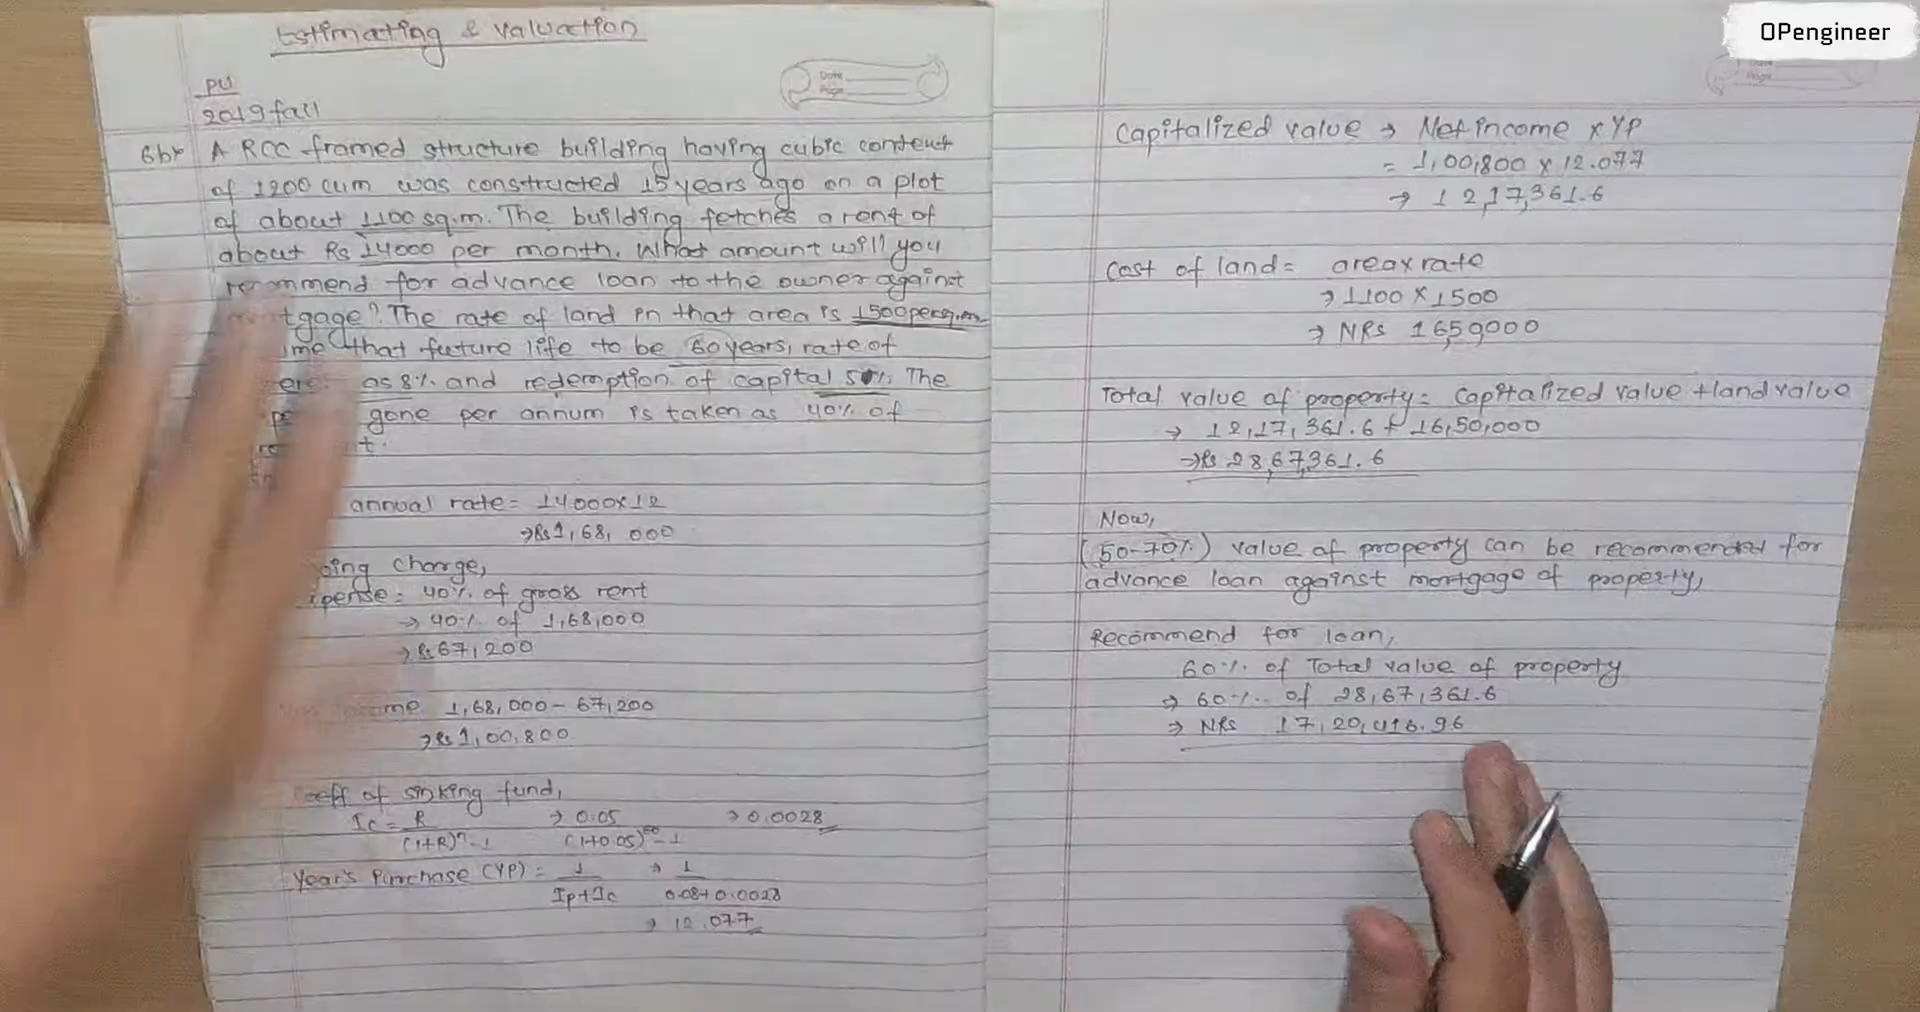 Estimating & valuation
PU
2019 fall
6b) A RCC framed structure building having cubic content
of 1200 cum was constructed 15 years ago on a plot
of about 1100 sq.m. The building fetches a rent of
about Rs 14000 per month. What amount will you
recommend for advance loan to the owner against
tgage? The rate of land in that area is 1500 per sq.m.
me that future life to be 60 years, rate of
as 8% and redemption of capital 5%. The
gone per annum is taken as 40% of
t.
annual rate = 14000x12
→Rs 1,68,000
oing charge,
pense = 40% of gross rent
→ 40% of 1,68,000
→ Rs 67,200
ome 1,68,000 - 67,200
→ Rs 1,00,800
oeff of sinking fund,
Ic = R → 0.05 → 0.0028
(1+R)^n - 1 (1+0.05)^60 - 1
Year's Purchase (YP) = 1 → 1
Ip+Ic 0.08+0.0028
→ 12.077
OPengineer
Date
Page
Capitalized value → Net income x YP
= 1,00,800 x 12.077
→ 12,17,361.6
Cost of land = area x rate
→ 1100 x 1500
→ NRs 1650000
Total value of property = Capitalized value + land value
→ 12,17,361.6 + 16,50,000
→ Rs 28,67,361.6
Now,
(50-70%) value of property can be recommended for
advance loan against mortgage of property,
Recommend for loan,
60% of Total value of property
→ 60% of 28,67,361.6
→ NRs 17,20,416.96